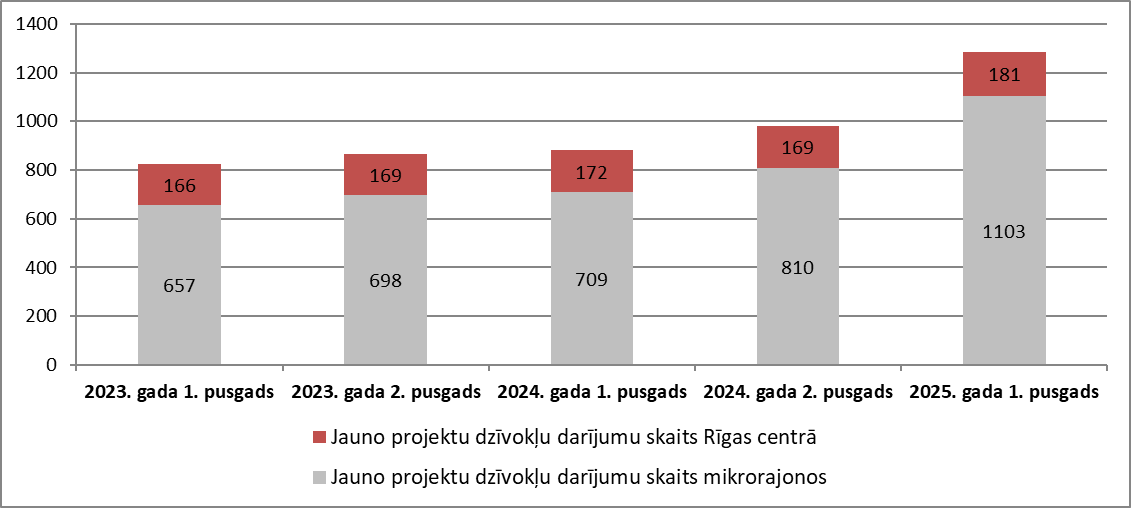 1400
1200
1000
800
600
400
200
0
166
169
172
169
181
657
698
709
810
1103
2023. gada 1. pusgads
2023. gada 2. pusgads
2024. gada 1. pusgads
2024. gada 2. pusgads
2025. gada 1. pusgads
Jauno projektu dzīvokļu darījumu skaits Rīgas centrā
Jauno projektu dzīvokļu darījumu skaits mikrorajonos